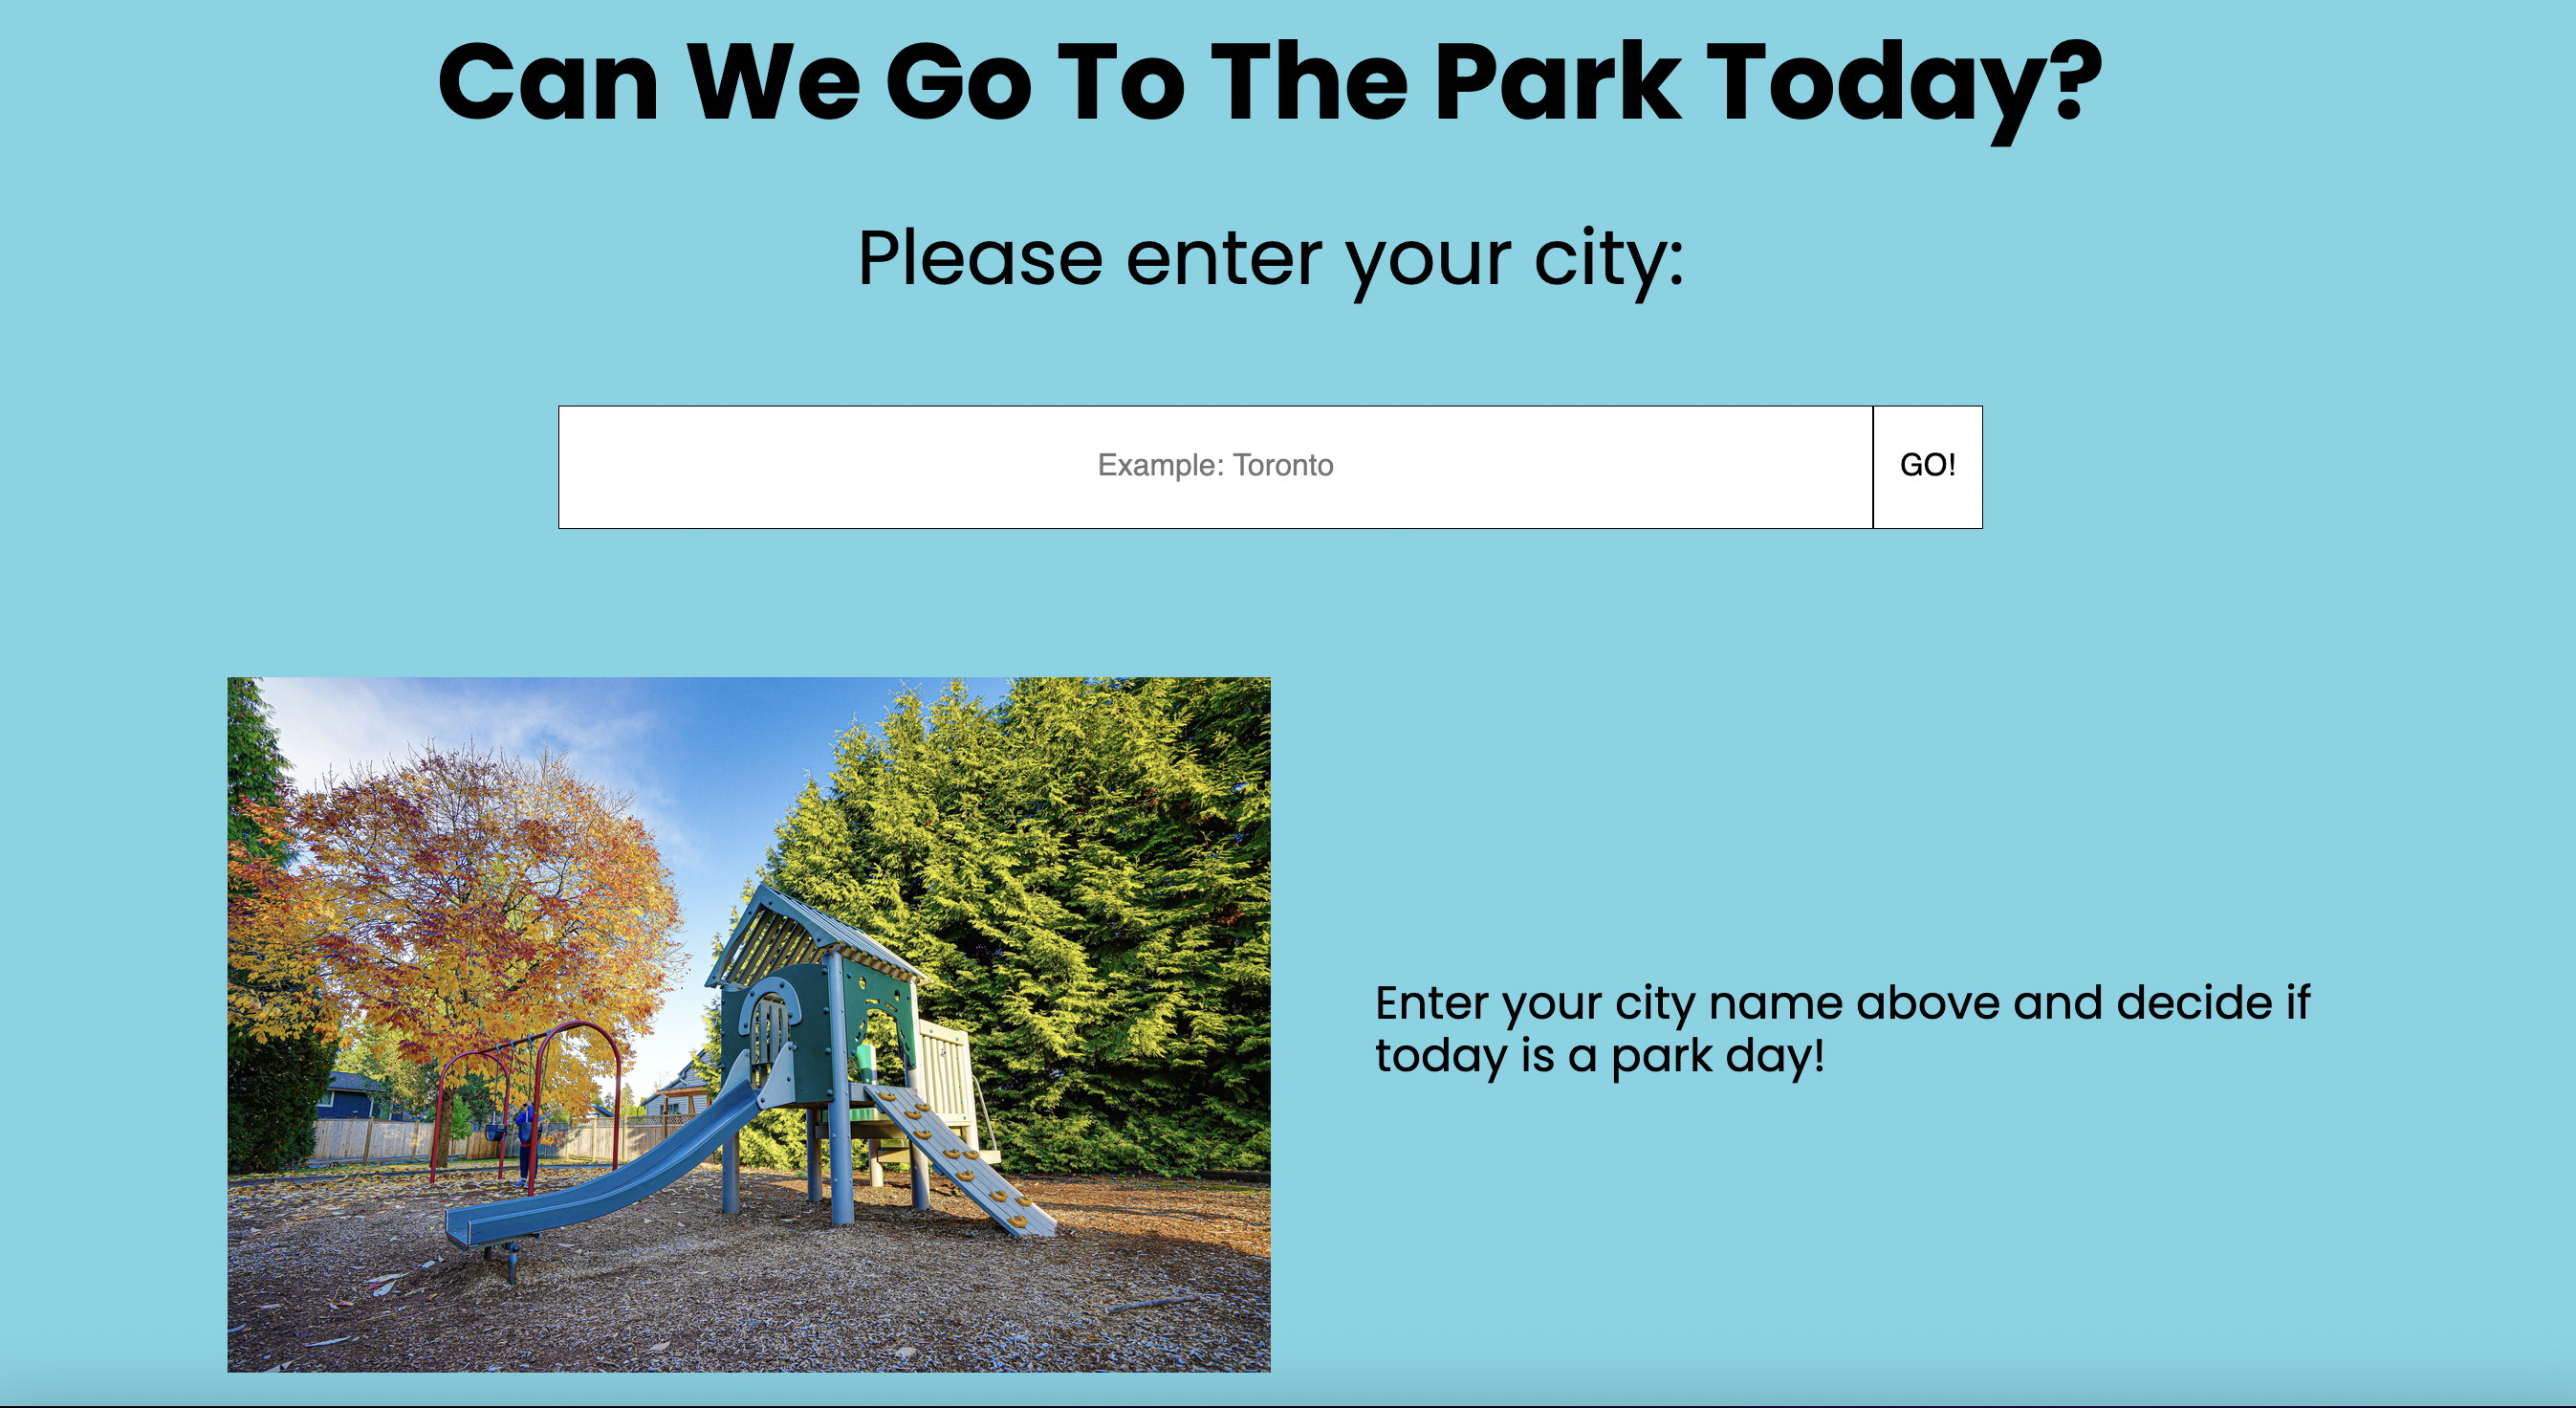 Can We Go To The Park Today?
Please enter your city:
Example: Toronto
GO!
Enter your city name above and decide if
today is a park day!